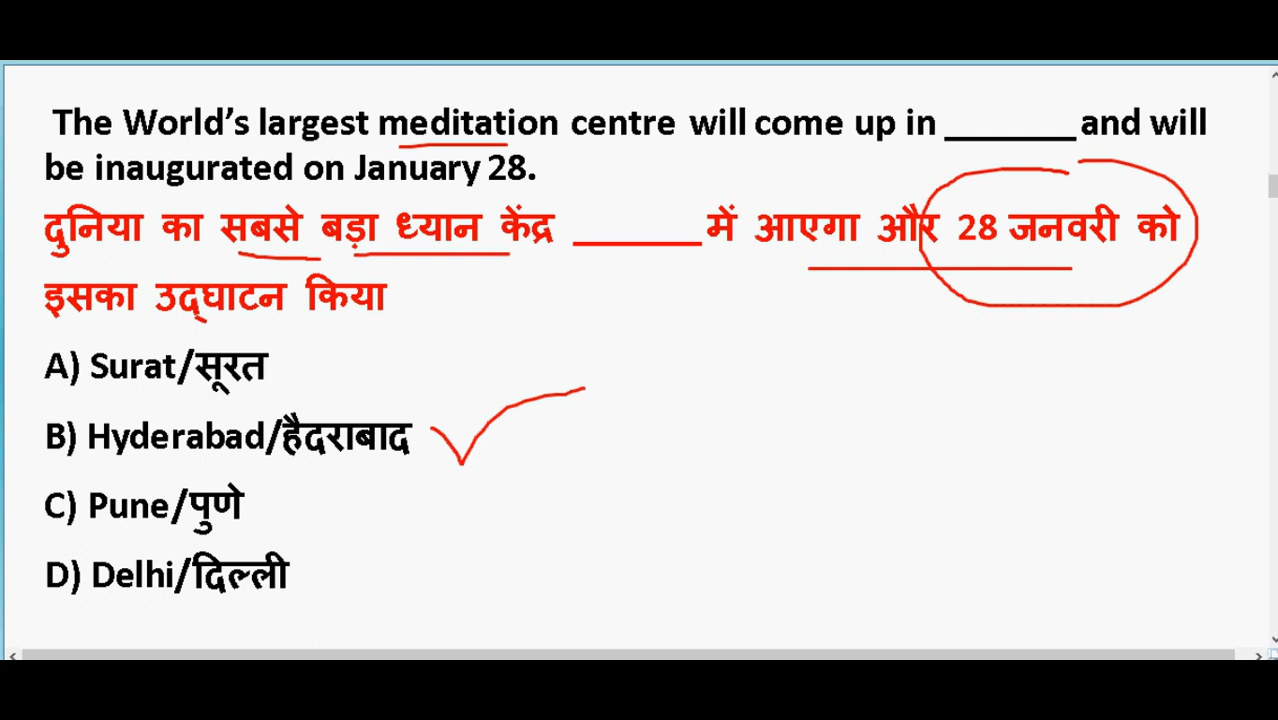 The World's largest meditation centre will come up in _______ and will
be inaugurated on January 28.
दुनिया का सबसे बड़ा ध्यान केंद्र _______ में आएगा और 28 जनवरी को
इसका उद्घाटन किया
A) Surat/सूरत
B) Hyderabad/हैदराबाद
C) Pune/पुणे
D) Delhi/दिल्ली